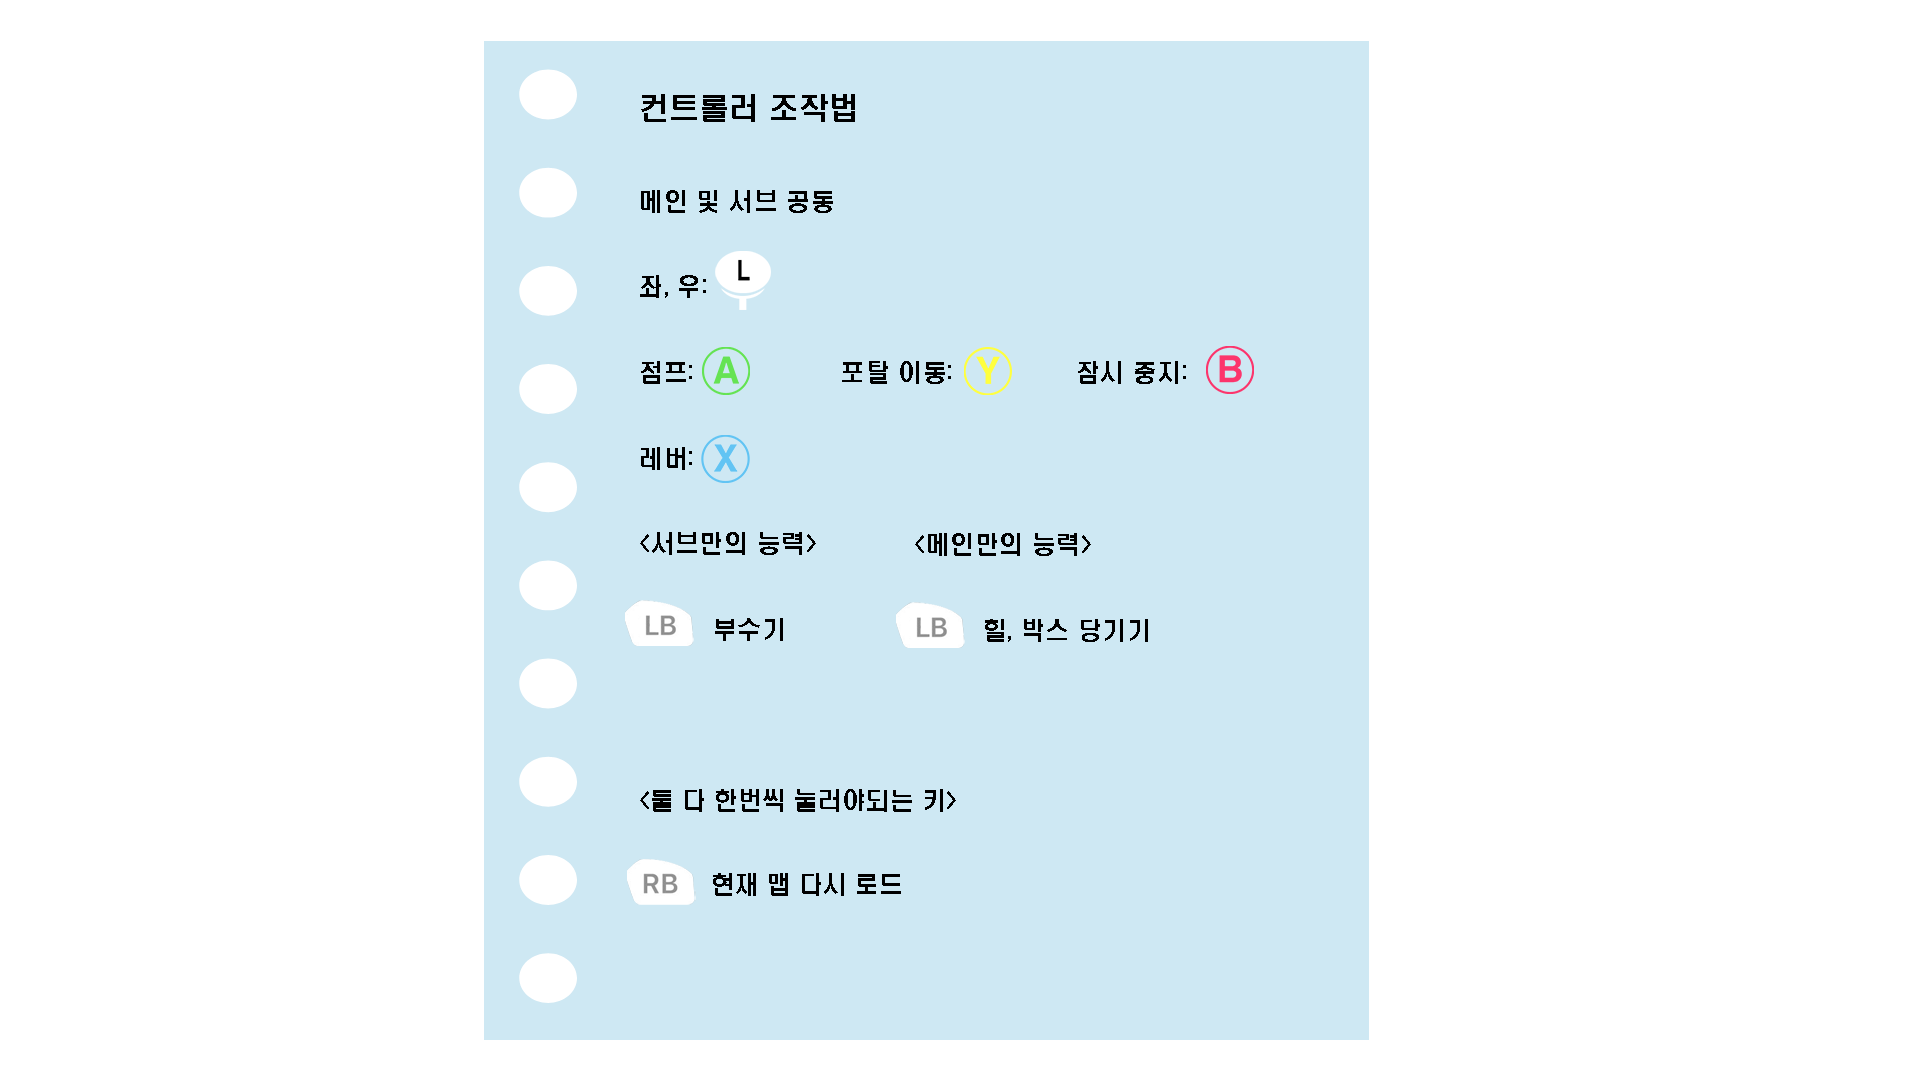 컨트롤러 조작법
메인 및 서브 공동
좌, 우: L
점프: A 포탈 이동: Y 잠시 중지: B
레버: X
<서브만의 능력> <메인만의 능력>
LB 부수기 LB 힐, 박스 당기기
<둘 다 한번씩 눌러야되는 키>
RB 현재 맵 다시 로드